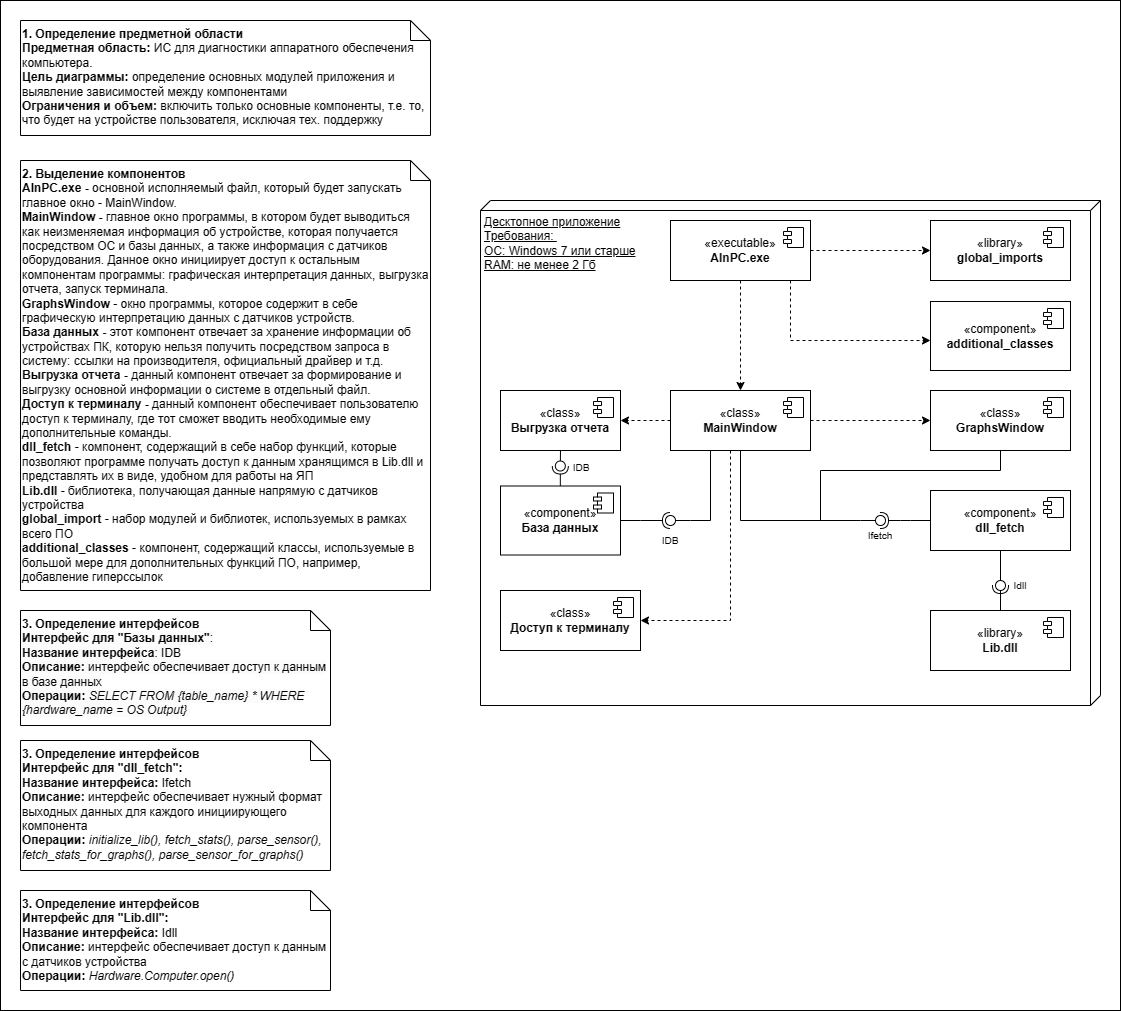 1. Определение предметной области
Предметная область: ИС для диагностики аппаратного обеспечения
компьютера.
Цель диаграммы: определение основных модулей приложения и
выявление зависимостей между компонентами
Ограничения и объем: включить только основные компоненты, т.е. то,
что будет на устройстве пользователя, исключая тех. поддержку
2. Выделение компонентов
AInPC.exe - основной исполняемый файл, который будет запускать
главное окно - MainWindow.
MainWindow - главное окно программы, в котором будет выводиться
как неизменяемая информация об устройстве, которая получается
посредством ОС и базы данных, а также информация с датчиков
оборудования. Данное окно инициирует доступ к остальным
компонентам программы: графическая интерпретация данных, выгрузка
отчета, запуск терминала.
GraphsWindow - окно программы, которое содержит в себе
графическую интерпретацию данных с датчиков устройств.
База данных - этот компонент отвечает за хранение информации об
устройствах ПК, которую нельзя получить посредством запроса в
систему: ссылки на производителя, официальный драйвер и т.д.
Выгрузка отчета - данный компонент отвечает за формирование и
выгрузку основной информации о системе в отдельный файл.
Доступ к терминалу - данный компонент обеспечивает пользователю
доступ к терминалу, где тот сможет вводить необходимые ему
дополнительные команды.
dll_fetch - компонент, содержащий в себе набор функций, которые
позволяют программе получать доступ к данным хранящимся в Lib.dll и
представлять их в виде, удобном для работы на ЯП
Lib.dll - библиотека, получающая данные напрямую с датчиков
устройства
global_import - набор модулей и библиотек, используемых в рамках
всего ПО
additional_classes - компонент, содержащий классы, используемые в
большой мере для дополнительных функций ПО, например,
добавление гиперссылок
3. Определение интерфейсов
Интерфейс для "Базы данных":
Название интерфейса: IDB
Описание: интерфейс обеспечивает доступ к данным
в базе данных
Операции: SELECT FROM {table_name} * WHERE
{hardware_name = OS Output}
3. Определение интерфейсов
Интерфейс для "dll_fetch":
Название интерфейса: Ifetch
Описание: интерфейс обеспечивает нужный формат
выходных данных для каждого инициирующего
компонента
Операции: initialize_lib(), fetch_stats(), parse_sensor(),
fetch_stats_for_graphs(), parse_sensor_for_graphs()
3. Определение интерфейсов
Интерфейс для "Lib.dll":
Название интерфейса: Idll
Описание: интерфейс обеспечивает доступ к данным
с датчиков устройства
Операции: Hardware.Computer.open()
Десктопное приложение
Требования:
ОС: Windows 7 или старше
RAM: не менее 2 Гб
«executable»
AInPC.exe
«library»
global_imports
«component»
additional_classes
«class»
Выгрузка отчета
«class»
MainWindow
«class»
GraphsWindow
IDB
«component»
База данных
IDB
Ifetch
«component»
dll_fetch
Idll
«class»
Доступ к терминалу
«library»
Lib.dll